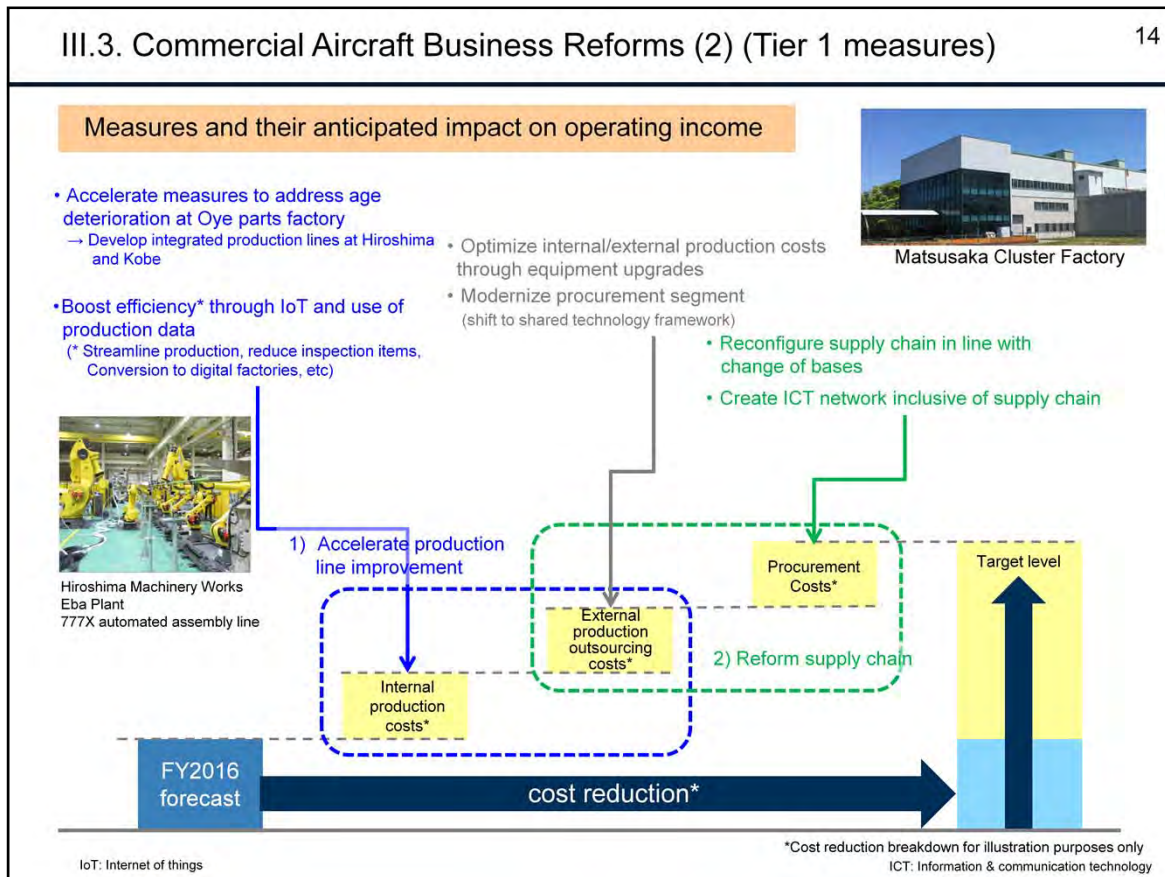 III.3. Commercial Aircraft Business Reforms (2) (Tier 1 measures)
14
Measures and their anticipated impact on operating income
• Accelerate measures to address age
deterioration at Oye parts factory
→ Develop integrated production lines at Hiroshima
and Kobe
•Boost efficiency* through IoT and use of
production data
(* Streamline production, reduce inspection items,
Conversion to digital factories, etc)
• Optimize internal/external production costs
through equipment upgrades
• Modernize procurement segment
(shift to shared technology framework)
Matsusaka Cluster Factory
• Reconfigure supply chain in line with
change of bases
• Create ICT network inclusive of supply chain
Hiroshima Machinery Works
Eba Plant
777X automated assembly line
1) Accelerate production
line improvement
Procurement
Costs*
Target level
External
production
outsourcing
costs*
2) Reform supply chain
Internal
production
costs*
FY2016
forecast
cost reduction*
*Cost reduction breakdown for illustration purposes only
IoT: Internet of things
ICT: Information & communication technology